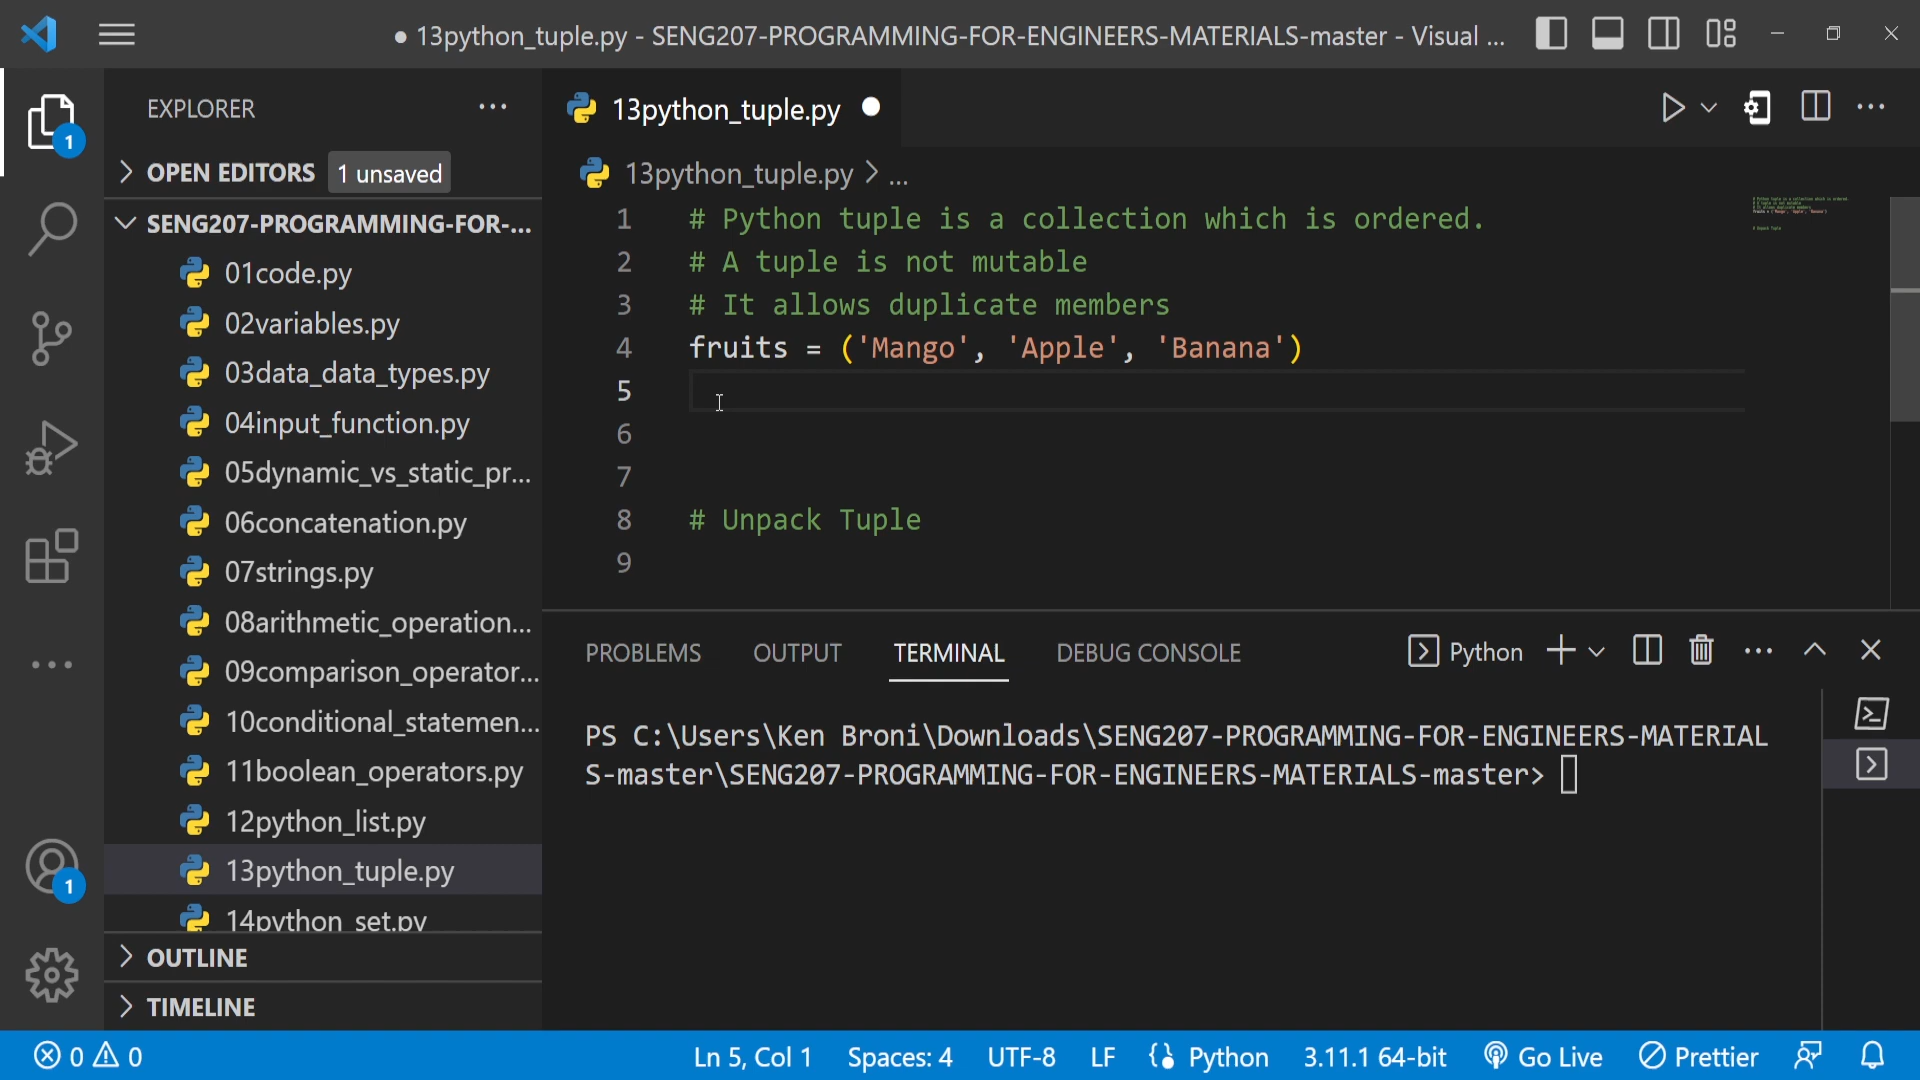 ● 13python_tuple.py - SENG207-PROGRAMMING-FOR-ENGINEERS-MATERIALS-master - Visual ...
EXPLORER
OPEN EDITORS 1 unsaved
SENG207-PROGRAMMING-FOR-...
01code.py
02variables.py
03data_data_types.py
04input_function.py
05dynamic_vs_static_pr...
06concatenation.py
07strings.py
08arithmetic_operation...
09comparison_operator...
10conditional_statemen...
11boolean_operators.py
12python_list.py
13python_tuple.py
14python_set.py
OUTLINE
TIMELINE
1
1
13python_tuple.py ●
13python_tuple.py > ...
1 # Python tuple is a collection which is ordered.
2 # A tuple is not mutable
3 # It allows duplicate members
4 fruits = ('Mango', 'Apple', 'Banana')
5
6
7
8 # Unpack Tuple
9
PROBLEMS OUTPUT TERMINAL DEBUG CONSOLE Python
PS C:\Users\Ken Broni\Downloads\SENG207-PROGRAMMING-FOR-ENGINEERS-MATERIAL
S-master\SENG207-PROGRAMMING-FOR-ENGINEERS-MATERIALS-master>
0 0 Ln 5, Col 1 Spaces: 4 UTF-8 LF Python 3.11.1 64-bit Go Live Prettier